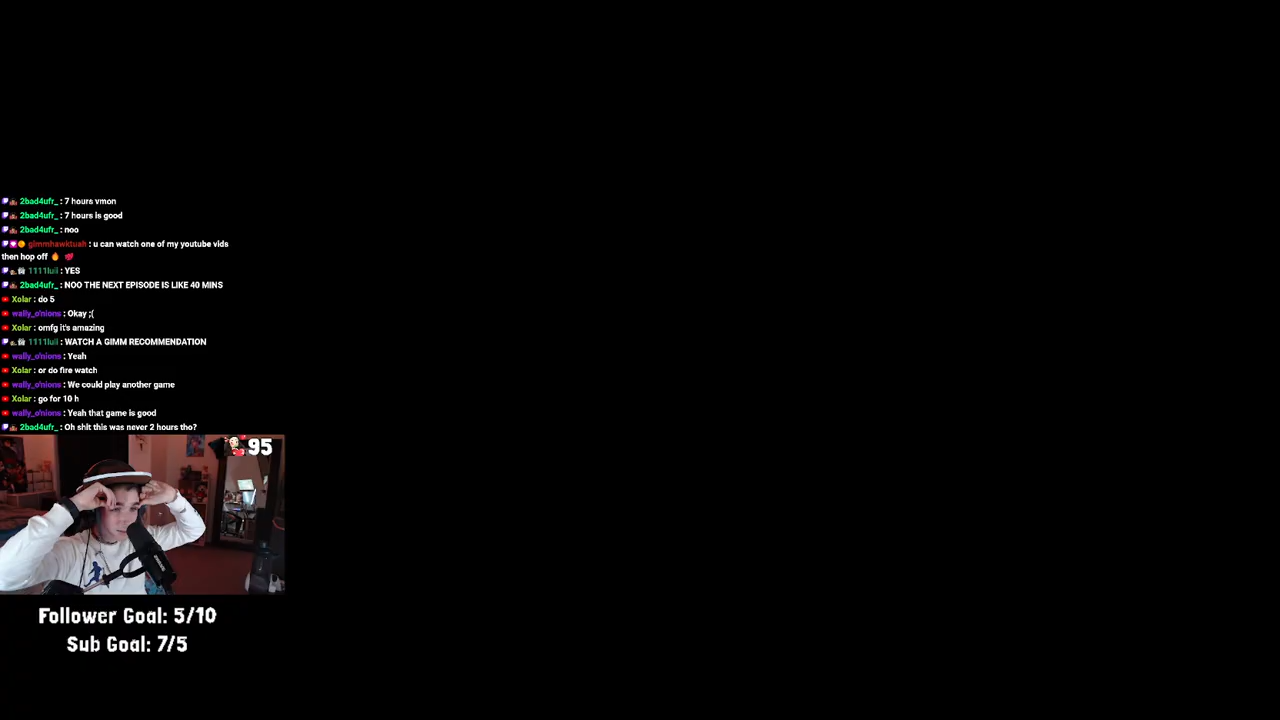 2bad4ufr_ : 7 hours vmon
2bad4ufr_ : 7 hours is good
2bad4ufr_ : noo
gimmhawktuah : u can watch one of my youtube vids
then hop off
1111luii : YES
2bad4ufr_ : NOO THE NEXT EPISODE IS LIKE 40 MINS
Xolar : do 5
wally_o'nions : Okay ;(
Xolar : omfg it's amazing
1111luii : WATCH A GIMM RECOMMENDATION
wally_o'nions : Yeah
Xolar : or do fire watch
wally_o'nions : We could play another game
Xolar : go for 10 h
wally_o'nions : Yeah that game is good
2bad4ufr_ : Oh shit this was never 2 hours tho?
95
Follower Goal: 5/10
Sub Goal: 7/5